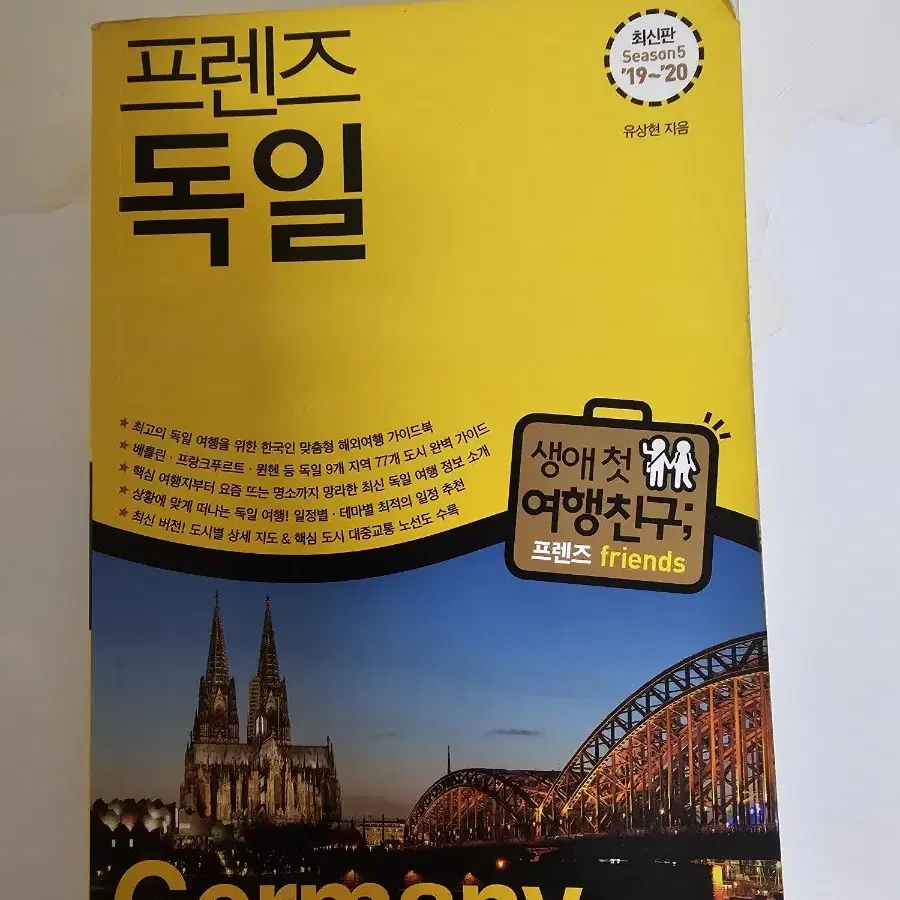 프렌즈
독일
최신판
Season5
'19~'20
유상현 지음
★ 최고의 독일 여행을 위한 한국인 맞춤형 해외여행 가이드북
★ 베를린·프랑크푸르트·뮌헨 등 독일 9개 지역 77개 도시 완벽 가이드
★ 핵심 여행지부터 요즘 뜨는 명소까지 망라한 최신 독일 여행 정보 소개
★ 상황에 맞게 떠나는 독일 여행! 일정별·테마별 최적의 일정 추천
★ 최신 버전! 도시별 상세 지도 & 핵심 도시 대중교통 노선도 수록
생애 첫
여행친구;
프렌즈 friends
Germany